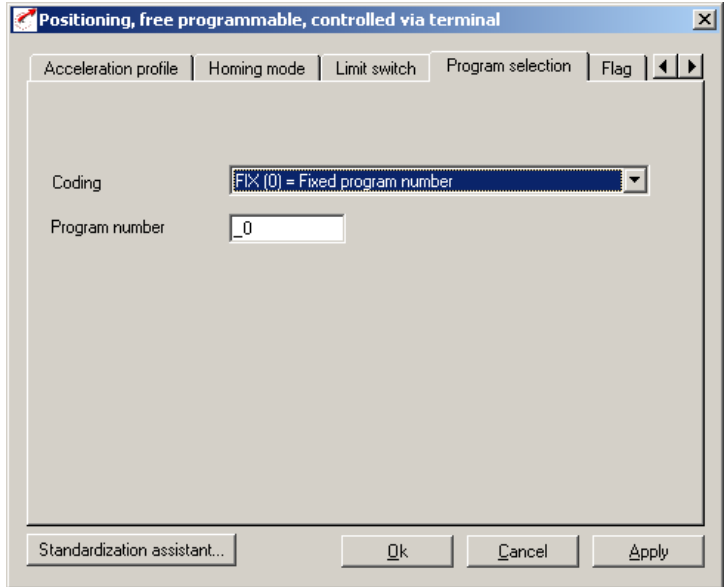 Positioning, free programmable, controlled via terminal
Acceleration profile Homing mode Limit switch Program selection Flag
Coding FIX (0) = Fixed program number
Program number _0
Standardization assistant... Ok Cancel Apply